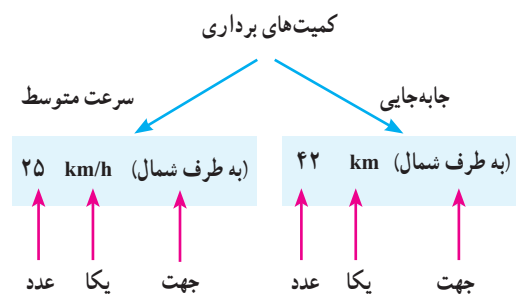 کمیت‌های برداری
جابه‌جایی
سرعت متوسط
۴۲ km (به طرف شمال)
۲۵ km/h (به طرف شمال)
جهت
یکا
عدد
جهت
یکا
عدد